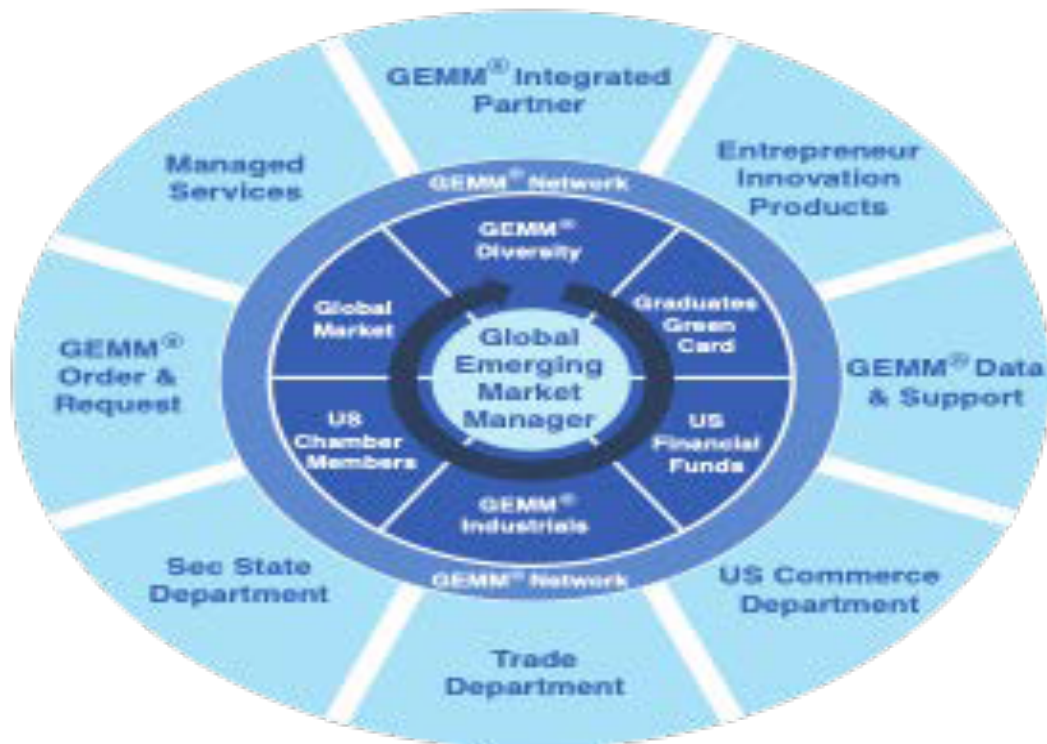 GEMM® Integrated
Partner
Entrepreneur
Innovation
Products
GEMM® Data
& Support
US Commerce
Department
Trade
Department
Sec State
Department
GEMM®
Order &
Request
Managed
Services
GEMM® Network
GEMM®
Diversity
Graduates
Green
Card
US
Financial
Funds
GEMM®
Industrials
US
Chamber
Members
Global
Market
Global
Emerging
Market
Manager
GEMM® Network